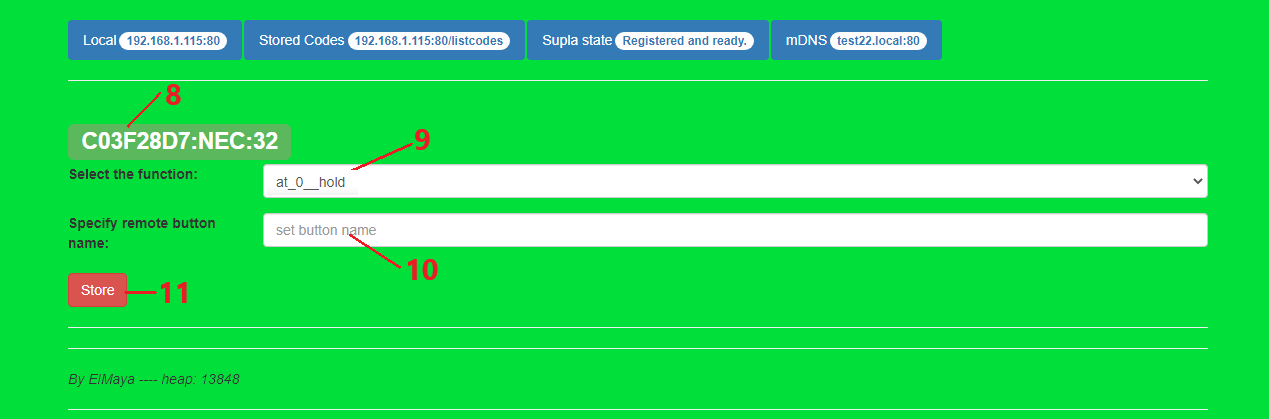 Local 192.168.1.115:80 Stored Codes 192.168.1.115:80/listcodes Supla state Registered and ready. mDNS test22.local:80
8
C03F28D7:NEC:32
9
Select the function: at_0__hold
Specify remote button
name: set button name
10
Store 11
By ElMaya ---- heap: 13848